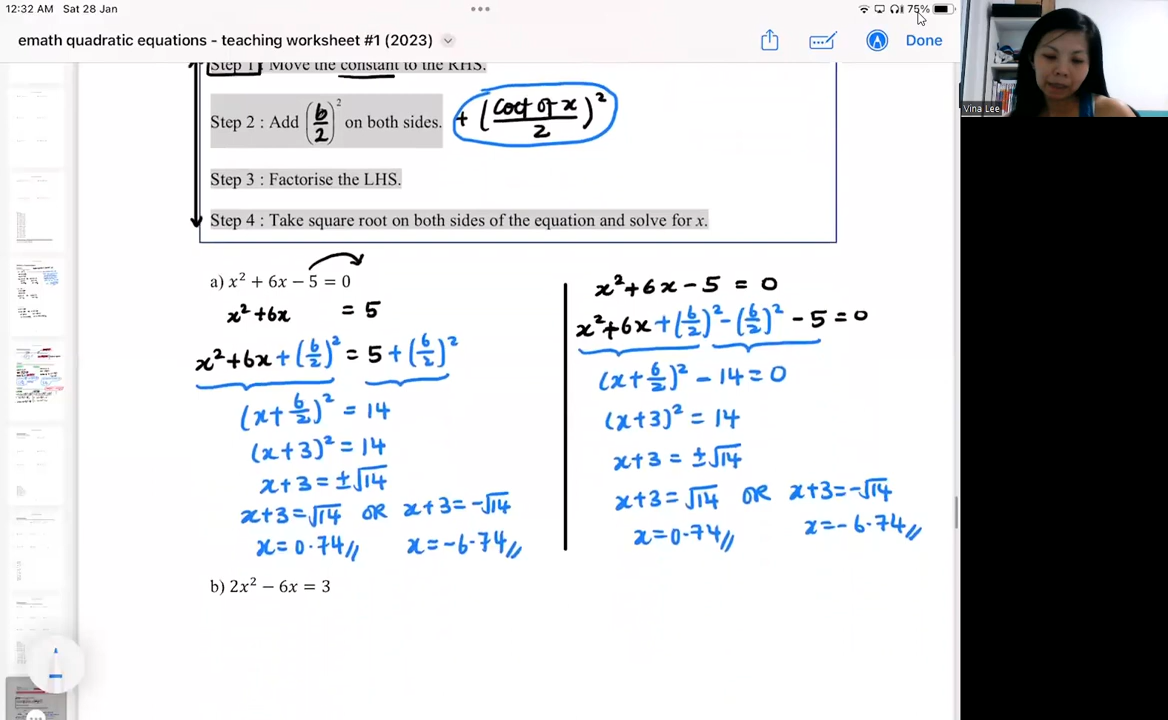 12:32 AM Sat 28 Jan
75%
emath quadratic equations - teaching worksheet #1 (2023)
Done
Vina Lee
Step 1 : Move the constant to the RHS.
Step 2 : Add (b/2)² on both sides. + (coef of x/2)²
Step 3 : Factorise the LHS.
Step 4 : Take square root on both sides of the equation and solve for x.
a) x² + 6x − 5 = 0
x²+6x = 5
x²+6x+(6/2)² = 5+(6/2)²
(x+6/2)² = 14
(x+3)² = 14
x+3 = ±√14
x+3=√14 OR x+3=-√14
x=0.74// x=-6.74//
x²+6x-5 = 0
x²+6x+(6/2)²-(6/2)²-5=0
(x+6/2)²-14=0
(x+3)² = 14
x+3 = ±√14
x+3=√14 OR x+3=-√14
x=0.74// x=-6.74//
b) 2x² − 6x = 3